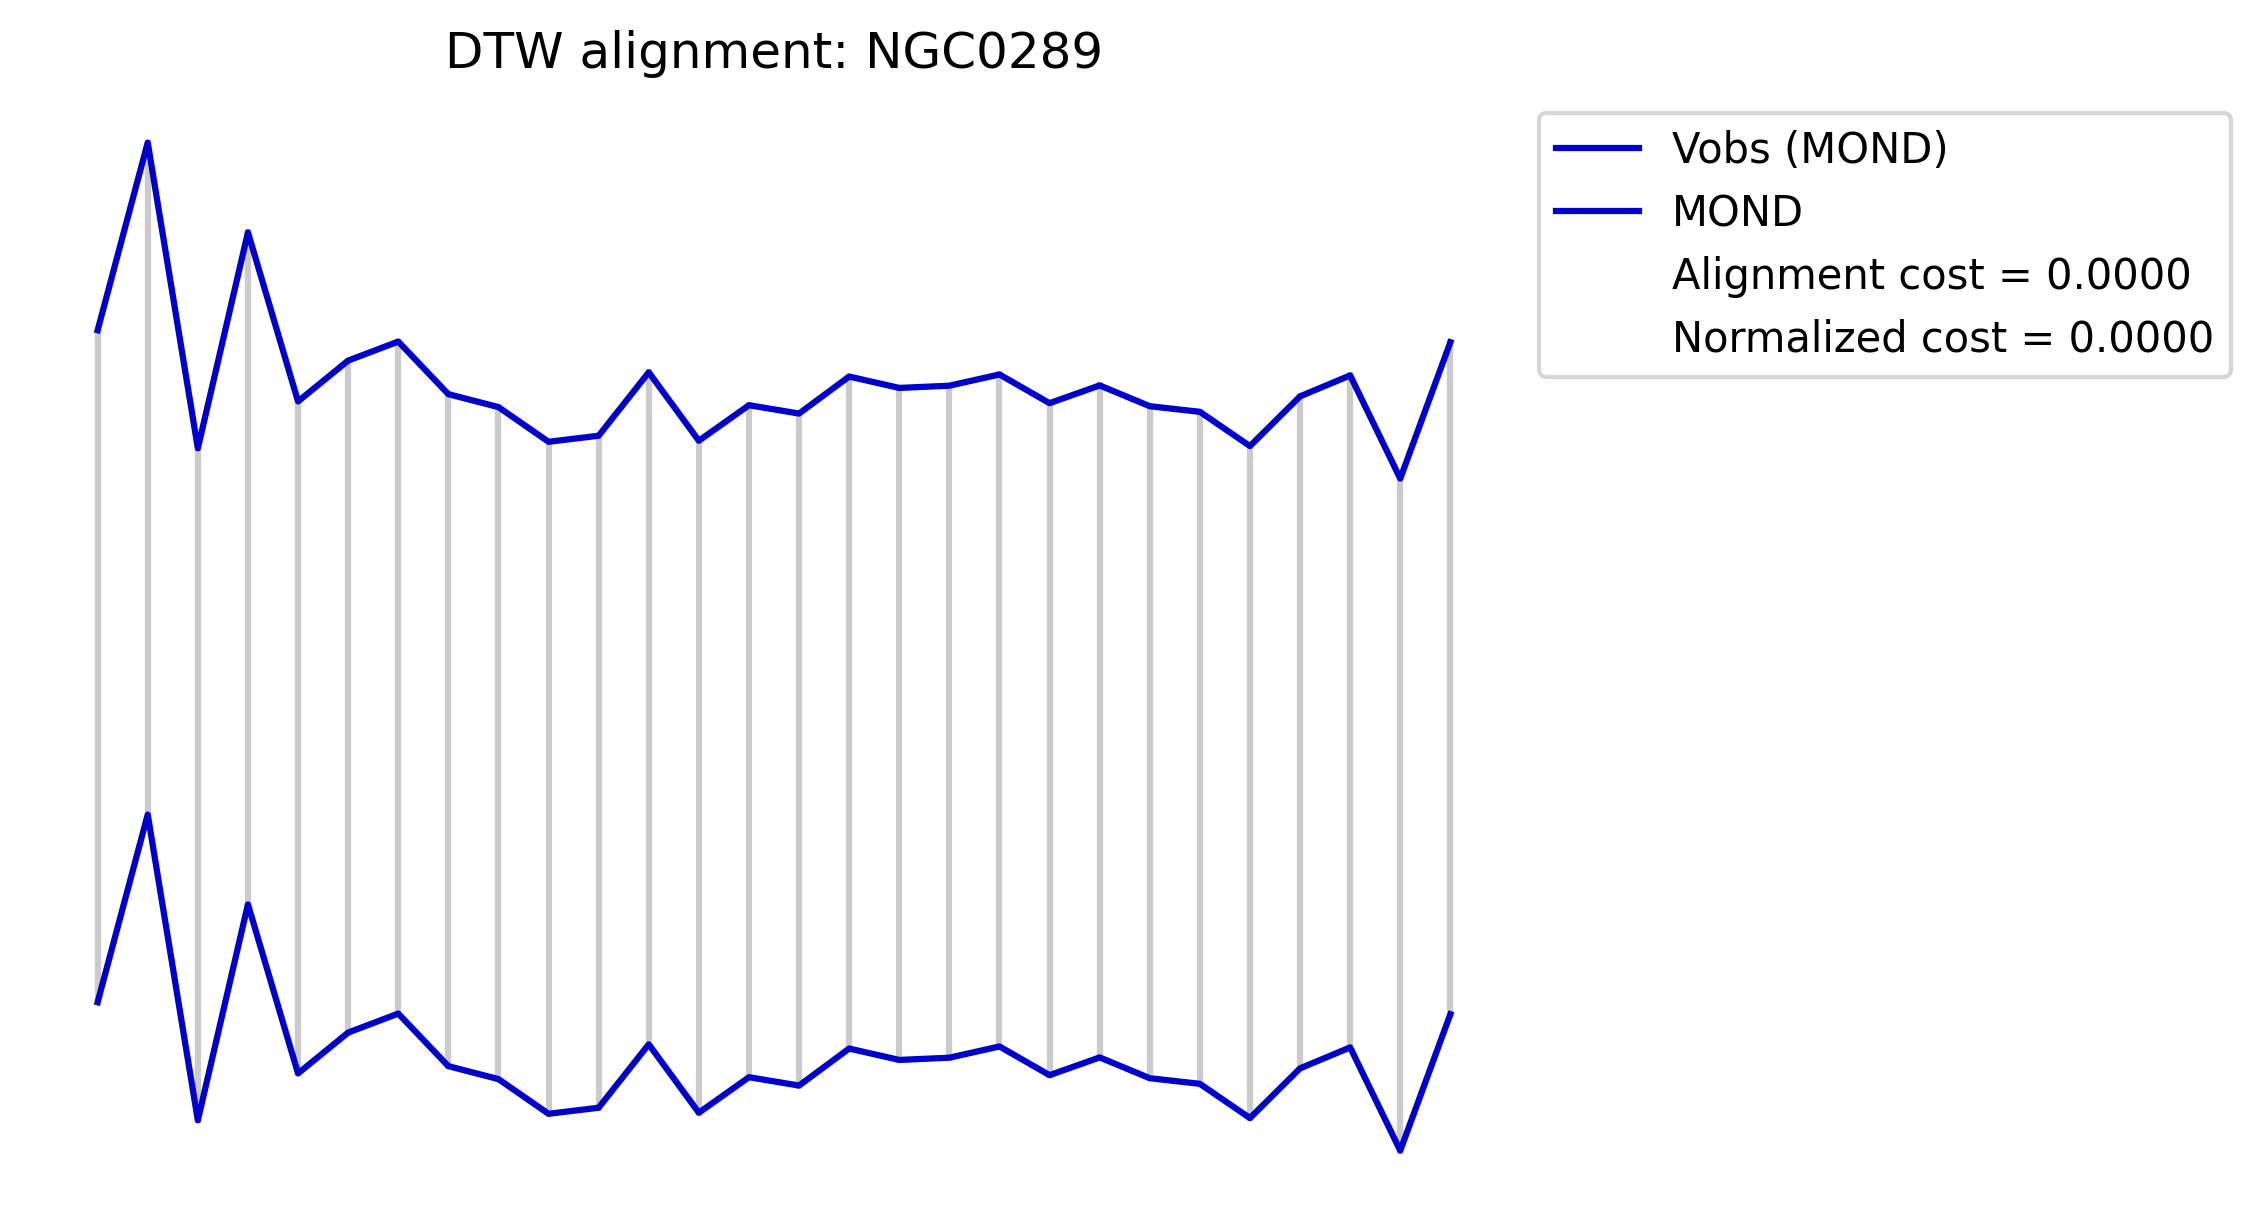 DTW alignment: NGC0289
Vobs (MOND)
MOND
Alignment cost = 0.0000
Normalized cost = 0.0000